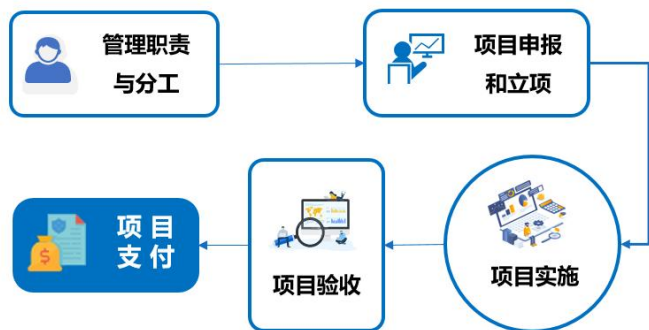 管理职责
与分工
项目申报
和立项
项目实施
项目验收
项目
支付